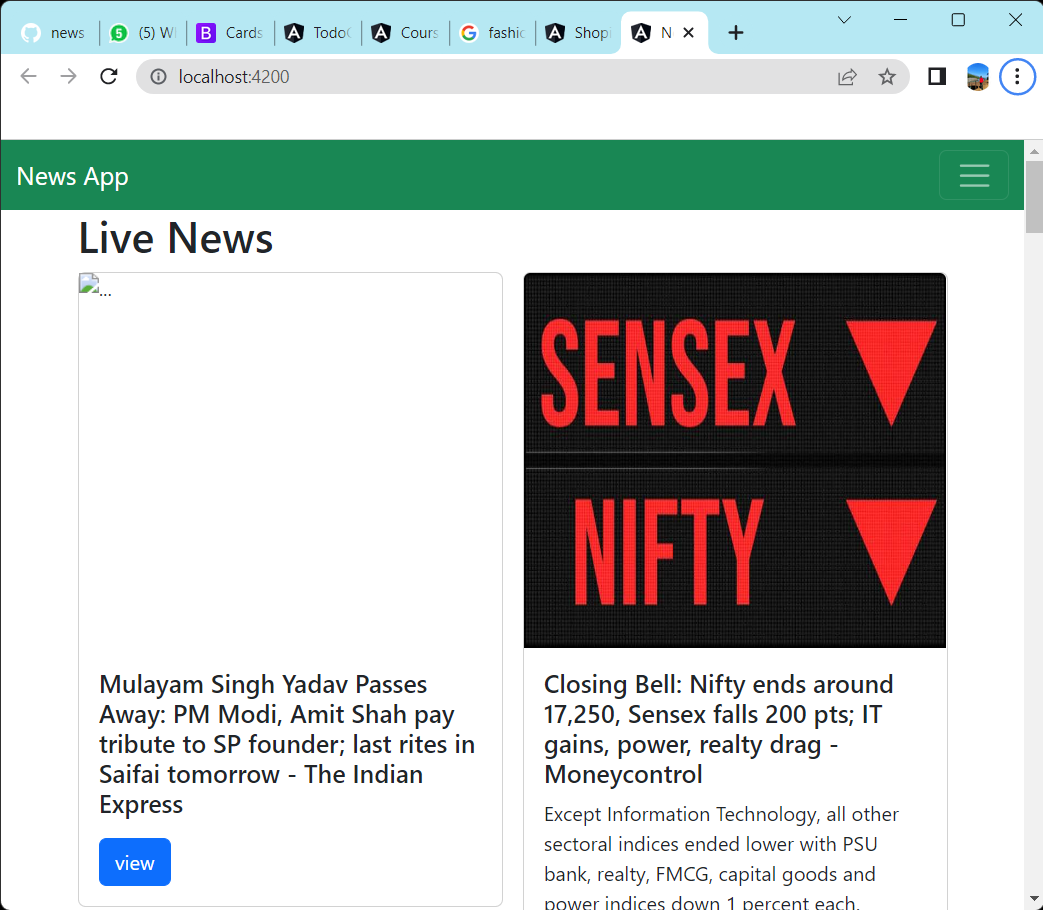 news
5 (5) W
B Cards
Todo
Cours
G fashic
Shopi
N
localhost:4200
News App
Live News
...
SENSEX
NIFTY
Mulayam Singh Yadav Passes
Away: PM Modi, Amit Shah pay
tribute to SP founder; last rites in
Saifai tomorrow - The Indian
Express
view
Closing Bell: Nifty ends around
17,250, Sensex falls 200 pts; IT
gains, power, realty drag -
Moneycontrol
Except Information Technology, all other
sectoral indices ended lower with PSU
bank, realty, FMCG, capital goods and
power indices down 1 percent each.